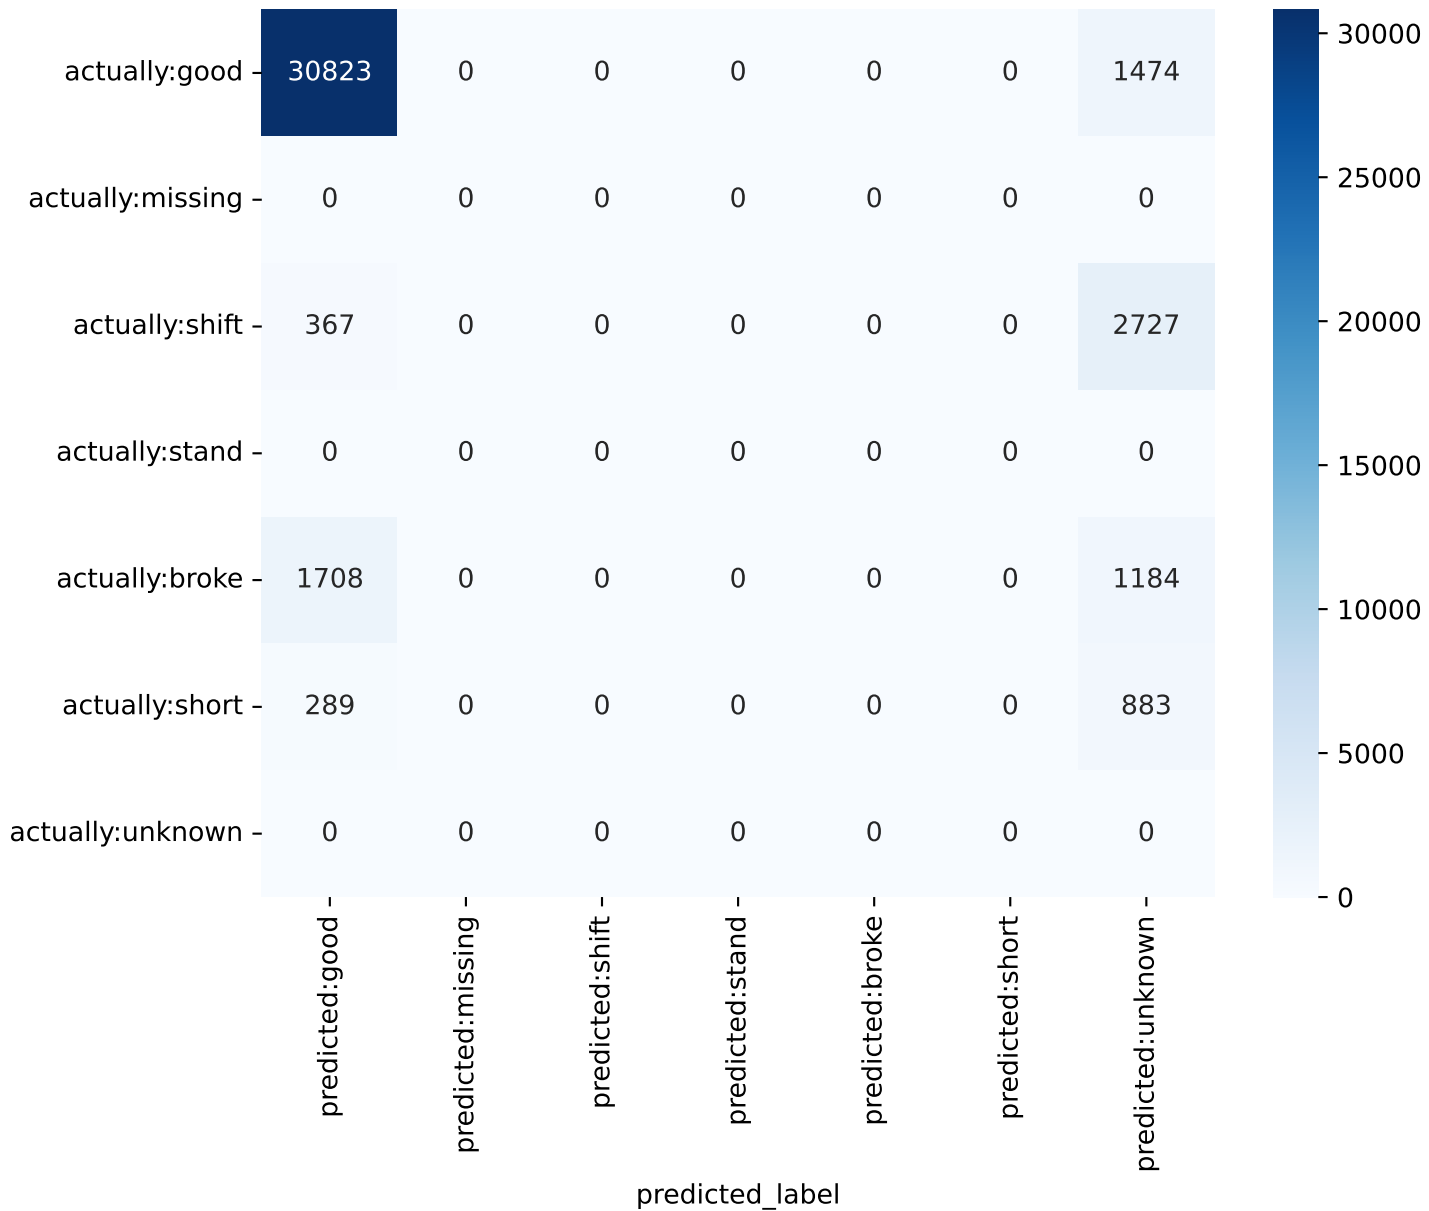 actually:good 30823 0 0 0 0 0 1474
actually:missing 0 0 0 0 0 0 0
actually:shift 367 0 0 0 0 0 2727
actually:stand 0 0 0 0 0 0 0
actually:broke 1708 0 0 0 0 0 1184
actually:short 289 0 0 0 0 0 883
actually:unknown 0 0 0 0 0 0 0
predicted:good
predicted:missing
predicted:shift
predicted:stand
predicted:broke
predicted:short
predicted:unknown
predicted_label
30000
25000
20000
15000
10000
5000
0